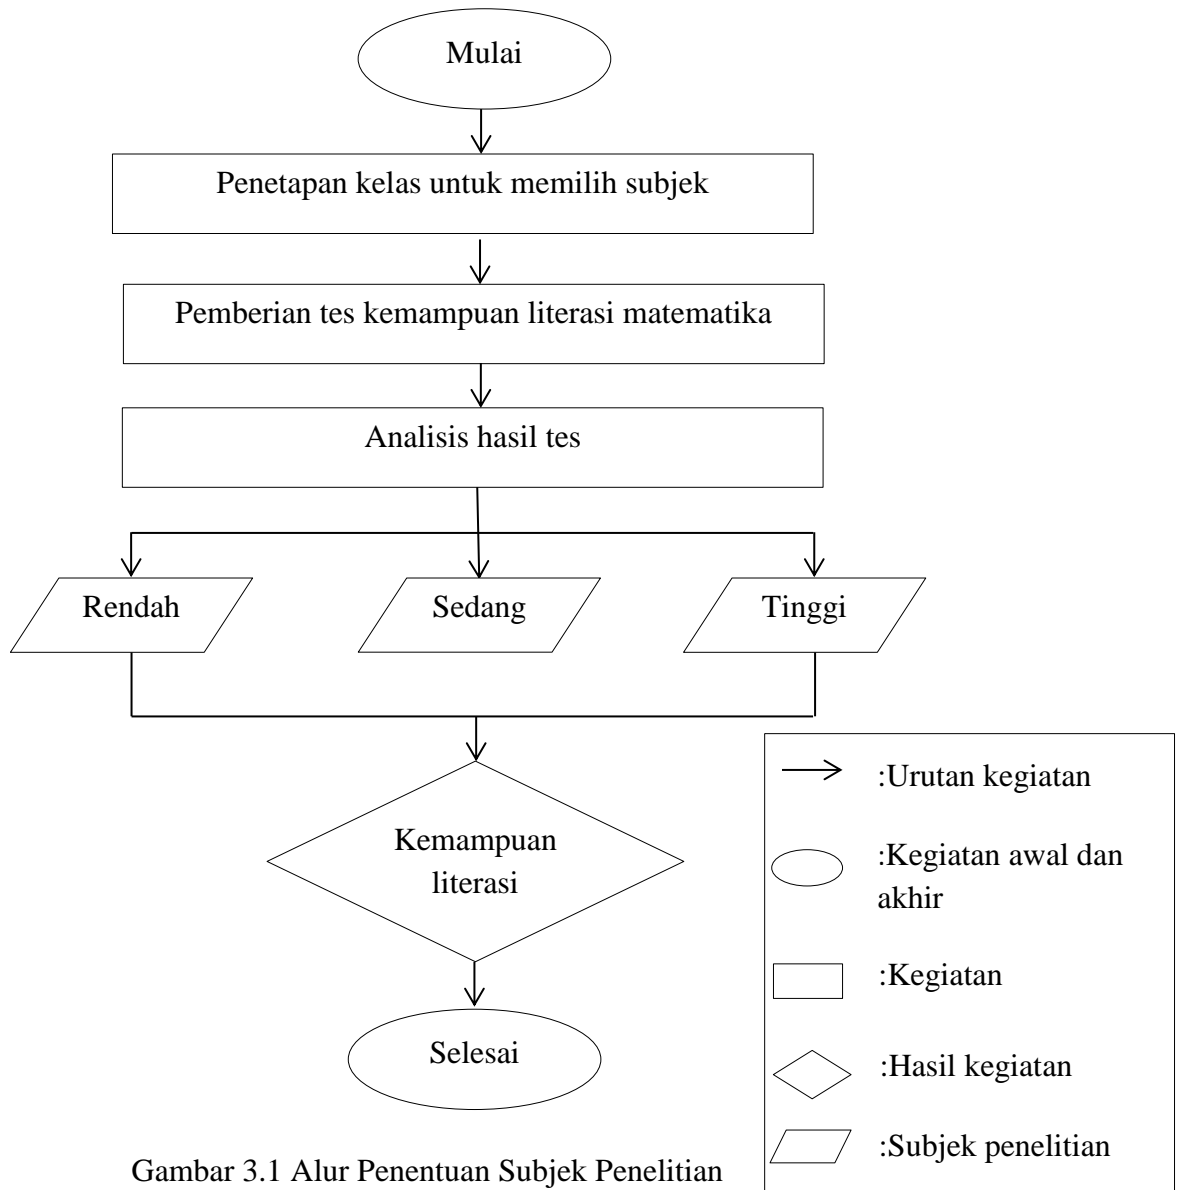 Mulai
Penetapan kelas untuk memilih subjek
Pemberian tes kemampuan literasi matematika
Analisis hasil tes
Rendah
Sedang
Tinggi
Kemampuan
literasi
Selesai
:Urutan kegiatan
:Kegiatan awal dan
akhir
:Kegiatan
:Hasil kegiatan
:Subjek penelitian
Gambar 3.1 Alur Penentuan Subjek Penelitian